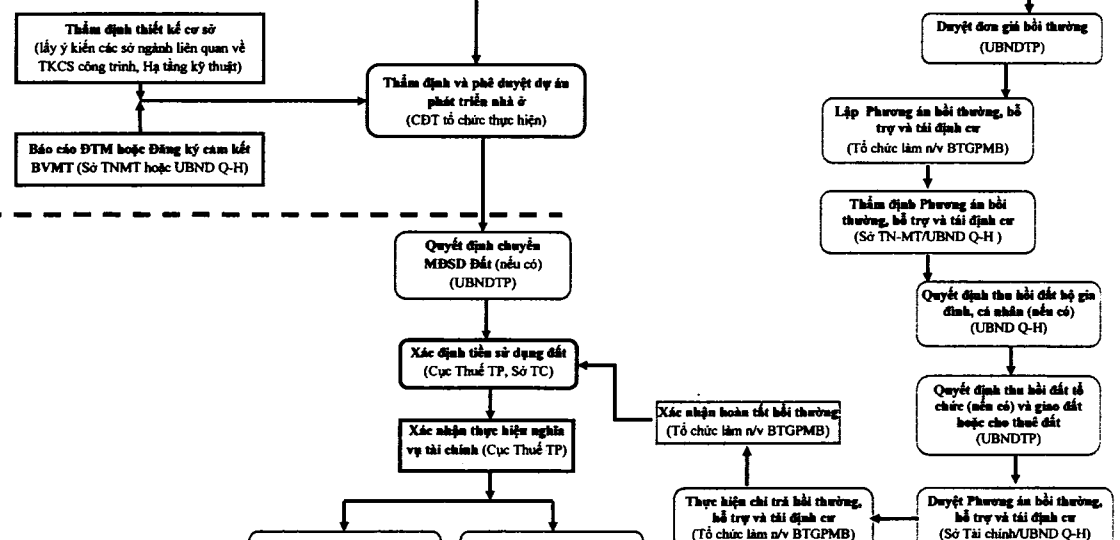 Thẩm định thiết kế cơ sở
(lấy ý kiến các sở ngành liên quan về
TKCS công trình, Hạ tầng kỹ thuật)
Báo cáo ĐTM hoặc Đăng ký cam kết
BVMT (Sở TNMT hoặc UBND Q-H)
Thẩm định và phê duyệt dự án
phát triển nhà ở
(CĐT tổ chức thực hiện)
Quyết định chuyển
MĐSD Đất (nếu có)
(UBNDTP)
Xác định tiền sử dụng đất
(Cục Thuế TP, Sở TC)
Xác nhận thực hiện nghĩa
vụ tài chính (Cục Thuế TP)
Duyệt đơn giá bồi thường
(UBNDTP)
Lập Phương án bồi thường, hỗ
trợ và tái định cư
(Tổ chức làm n/v BTGPMB)
Thẩm định Phương án bồi
thường, hỗ trợ và tái định cư
(Sở TN-MT/UBND Q-H )
Quyết định thu hồi đất hộ gia
đình, cá nhân (nếu có)
(UBND Q-H)
Quyết định thu hồi đất tổ
chức (nếu có) và giao đất
hoặc cho thuê đất
(UBNDTP)
Duyệt Phương án bồi thường,
hỗ trợ và tái định cư
(Sở Tài chính/UBND Q-H)
Thực hiện chi trả bồi thường,
hỗ trợ và tái định cư
(Tổ chức làm n/v BTGPMB)
Xác nhận hoàn tất bồi thường
(Tổ chức làm n/v BTGPMB)